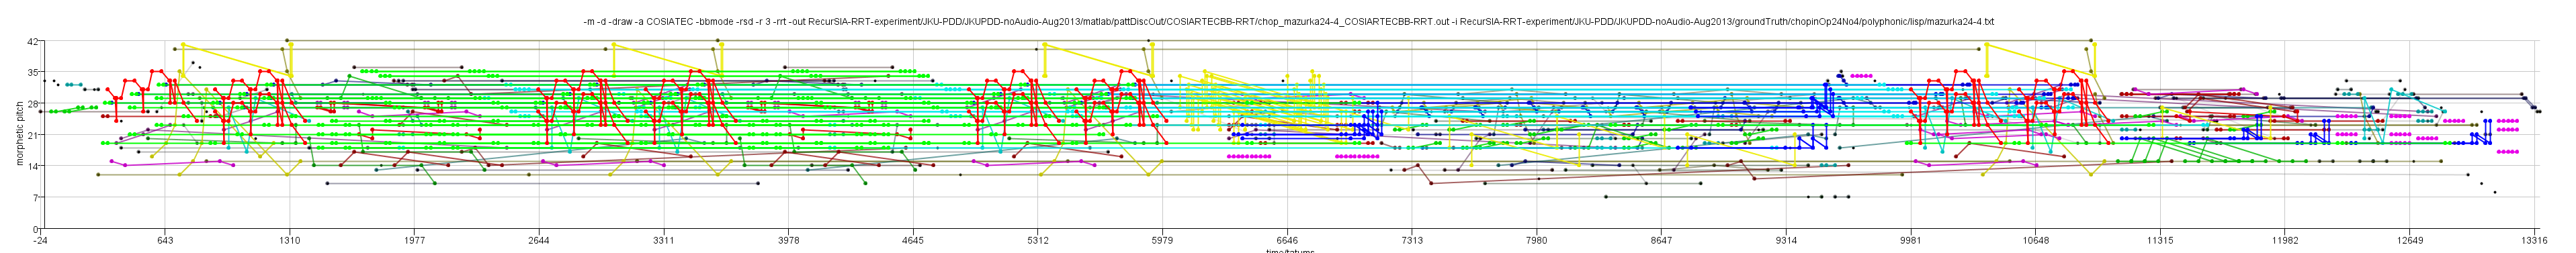 -m -d -draw -a COSIATEC -bbmode -rsd -r 3 -rrt -out RecurSIA-RRT-experiment/JKU-PDD/JKUPDD-noAudio-Aug2013/matlab/pattDiscOut/COSIARTECBB-RRT/chop_mazurka24-4_COSIARTECBB-RRT.out -i RecurSIA-RRT-experiment/JKU-PDD/JKUPDD-noAudio-Aug2013/groundTruth/chopinOp24No4/polyphonic/lisp/mazurka24-4.txt
42
35
28
21
14
7
0
morphetic pitch
-24 643 1310 1977 2644 3311 3978 4645 5312 5979 6646 7313 7980 8647 9314 9981 10648 11315 11982 12649 13316
time/tatums